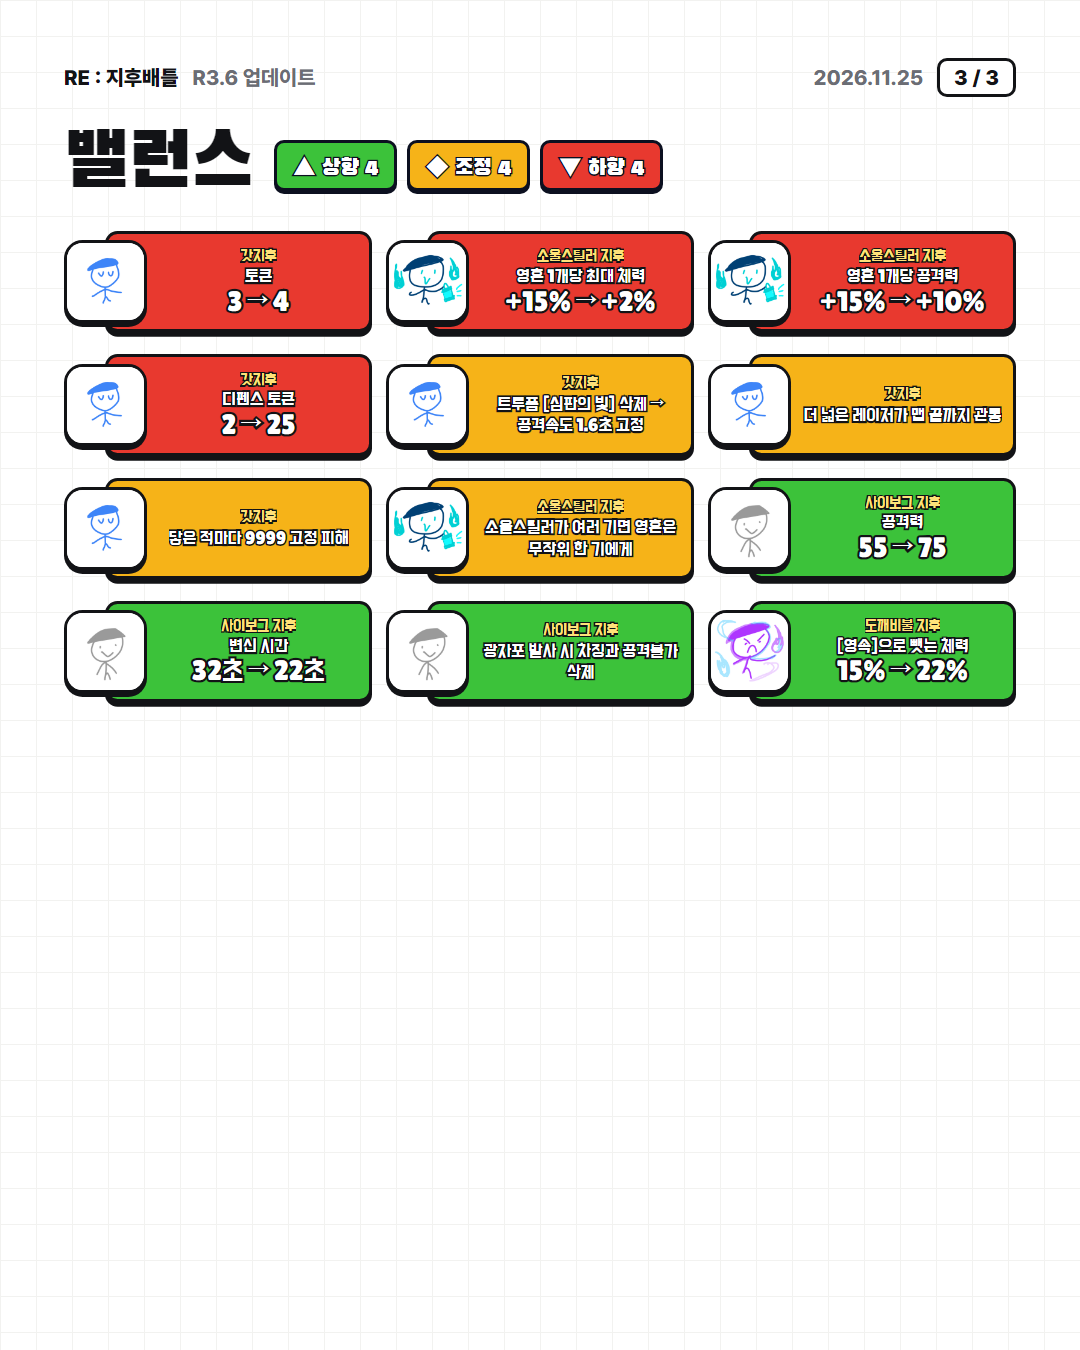 RE : 지후배틀 R3.6 업데이트
2026.11.25 3 / 3
밸런스
▲ 상향 4
◆ 조정 4
▼ 하향 4
갓지후
토큰
3 → 4
소울스틸러 지후
영혼 1개당 최대 체력
+15% → +2%
소울스틸러 지후
영혼 1개당 공격력
+15% → +10%
갓지후
디펜스 토큰
2 → 25
갓지후
트루폼 [심판의 빛] 삭제 →
공격속도 1.6초 고정
갓지후
더 넓은 레이저가 맵 끝까지 관통
갓지후
맞은 적마다 9999 고정 피해
소울스틸러 지후
소울스틸러가 여러 기면 영혼은
무작위 한 기에게
사이보그 지후
공격력
55 → 75
사이보그 지후
변신 시간
32초 → 22초
사이보그 지후
광자포 발사 시 차징과 공격불가
삭제
도깨비불 지후
[영속]으로 뺏는 체력
15% → 22%